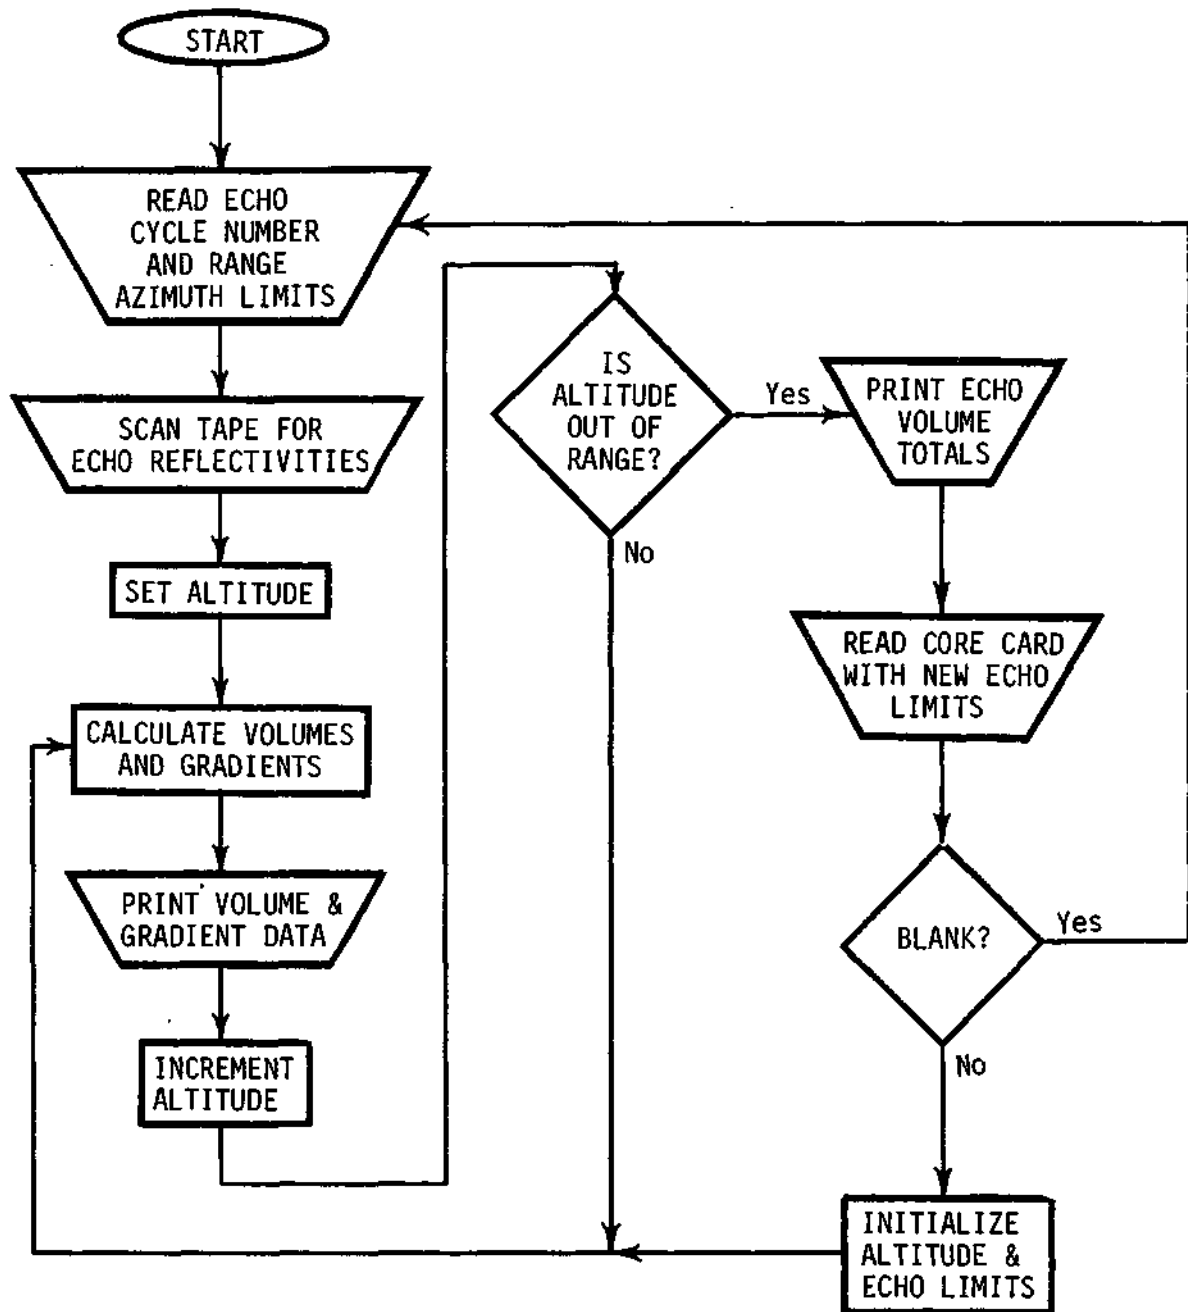 START
READ ECHO
CYCLE NUMBER
AND RANGE
AZIMUTH LIMITS
SCAN TAPE FOR
ECHO REFLECTIVITIES
SET ALTITUDE
CALCULATE VOLUMES
AND GRADIENTS
PRINT VOLUME &
GRADIENT DATA
INCREMENT
ALTITUDE
IS
ALTITUDE
OUT OF
RANGE?
Yes
No
PRINT ECHO
VOLUME
TOTALS
READ CORE CARD
WITH NEW ECHO
LIMITS
BLANK?
Yes
No
INITIALIZE
ALTITUDE &
ECHO LIMITS